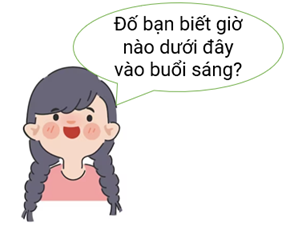 Đố bạn biết giờ
nào dưới đây
vào buổi sáng?